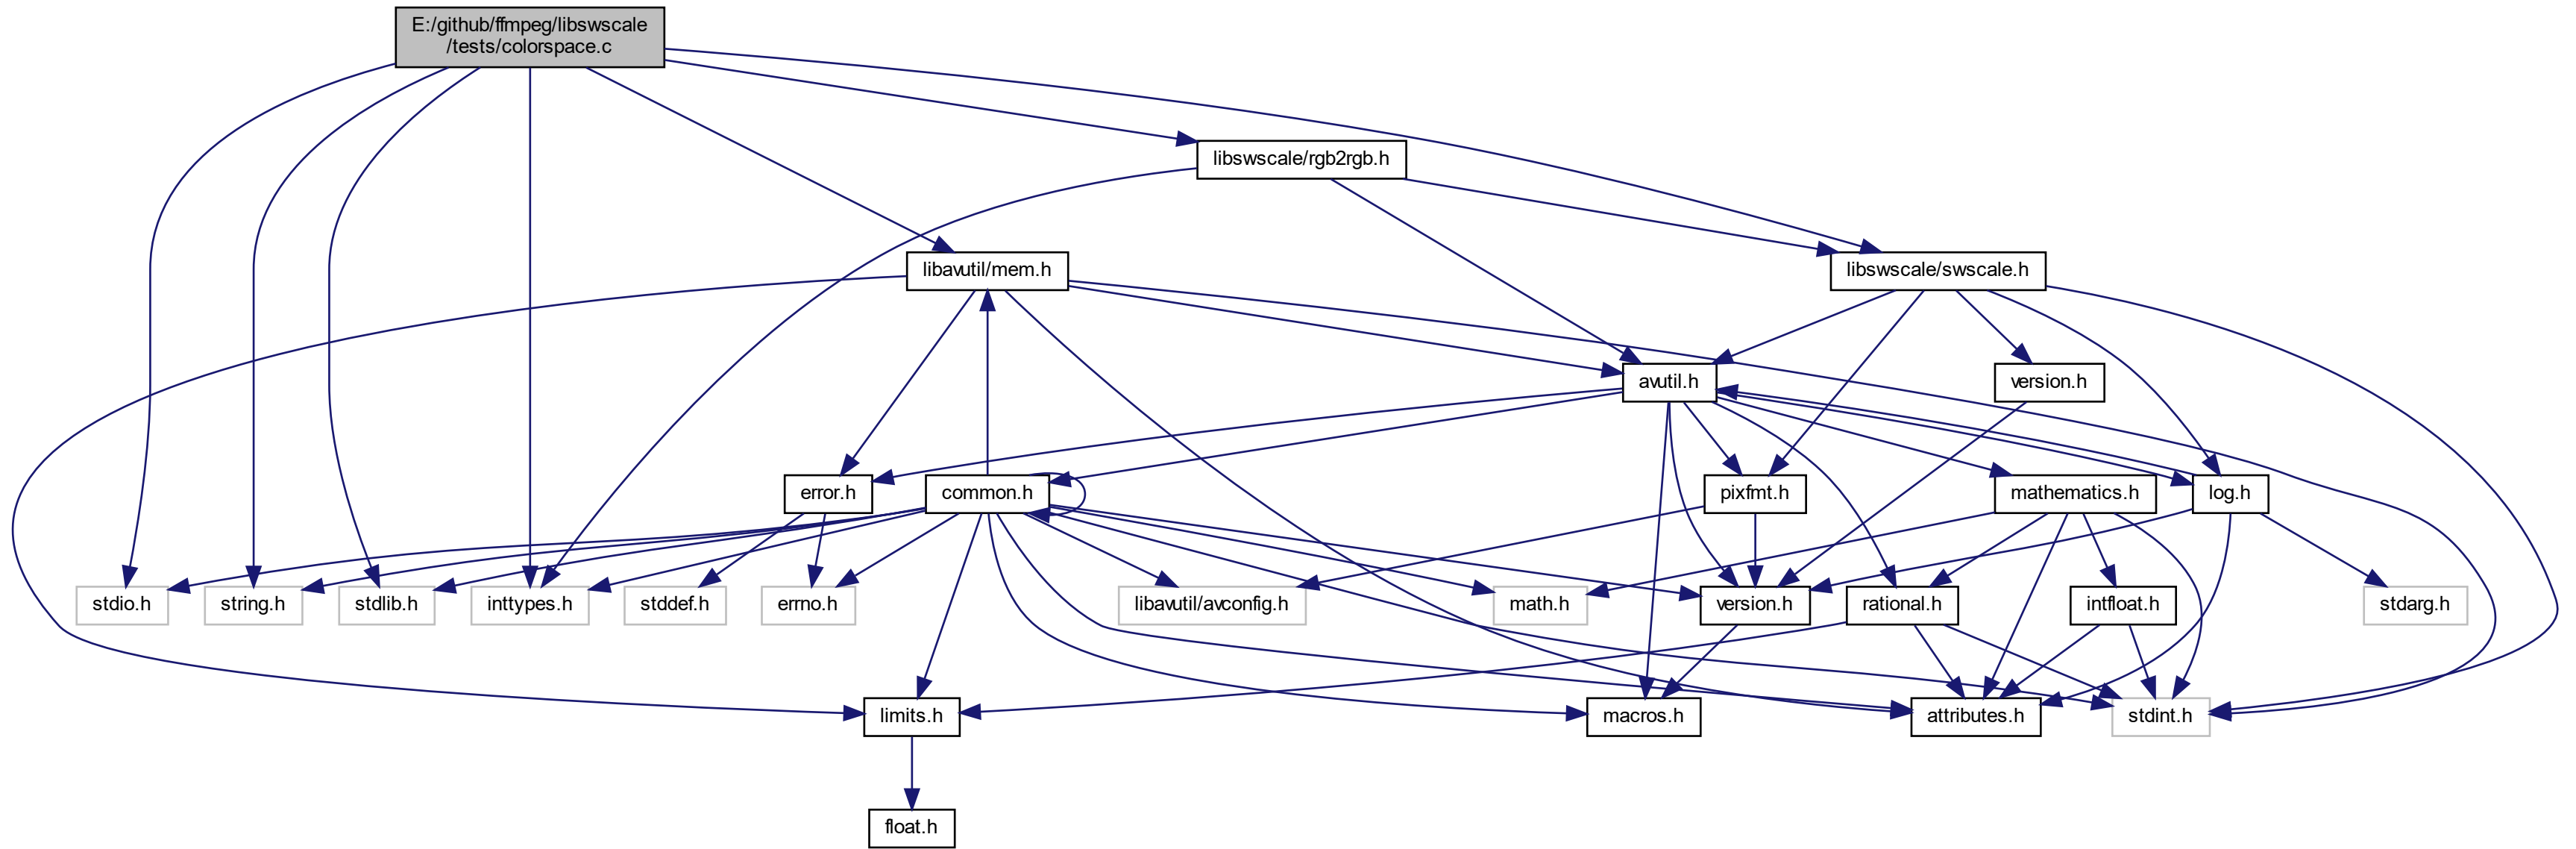 E:/github/ffmpeg/libswscale
/tests/colorspace.c
libswscale/rgb2rgb.h
libavutil/mem.h
libswscale/swscale.h
avutil.h
version.h
error.h
common.h
pixfmt.h
mathematics.h
log.h
stdio.h
string.h
stdlib.h
inttypes.h
stddef.h
errno.h
libavutil/avconfig.h
math.h
version.h
rational.h
intfloat.h
stdarg.h
limits.h
macros.h
attributes.h
stdint.h
float.h